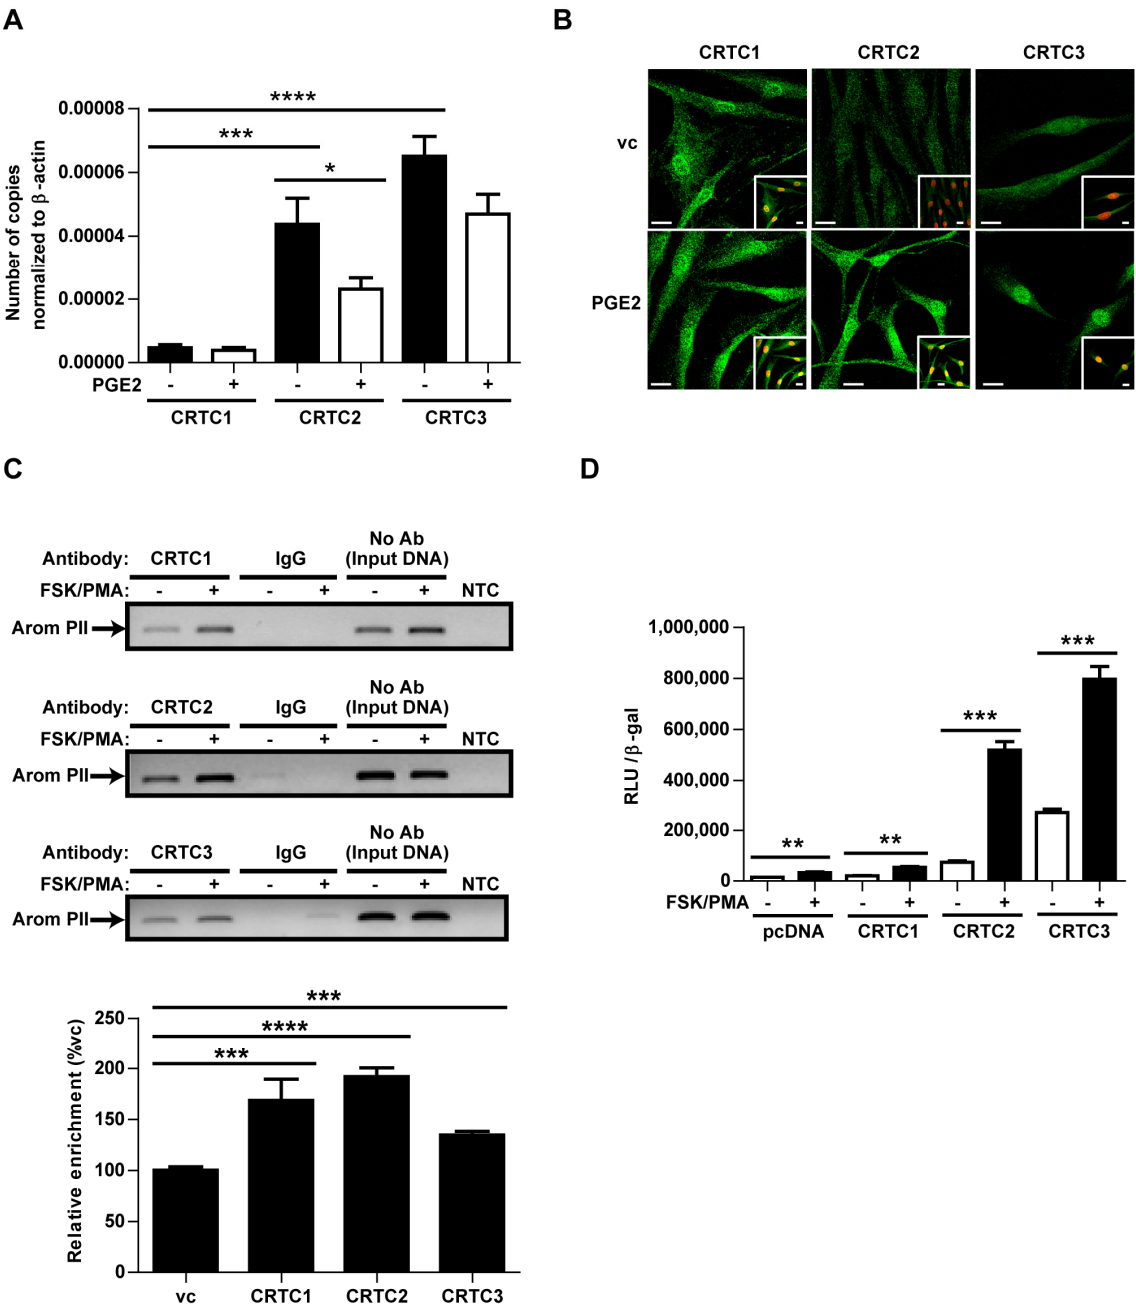 A
0.00008
0.00006
0.00004
0.00002
0.00000
Number of copies
normalized to β-actin
****
***
*
PGE2 - + - + - +
CRTC1 CRTC2 CRTC3
B
CRTC1 CRTC2 CRTC3
vc
PGE2
C
No Ab
Antibody: CRTC1 IgG (Input DNA)
FSK/PMA: - + - + - + NTC
Arom PII
No Ab
Antibody: CRTC2 IgG (Input DNA)
FSK/PMA: - + - + - + NTC
Arom PII
No Ab
Antibody: CRTC3 IgG (Input DNA)
FSK/PMA: - + - + - + NTC
Arom PII
Relative enrichment (%vc)
250
200
150
100
50
0
***
****
***
vc CRTC1 CRTC2 CRTC3
D
RLU /β-gal
1,000,000
800,000
600,000
400,000
200,000
0
**
**
***
***
FSK/PMA - + - + - + - +
pcDNA CRTC1 CRTC2 CRTC3